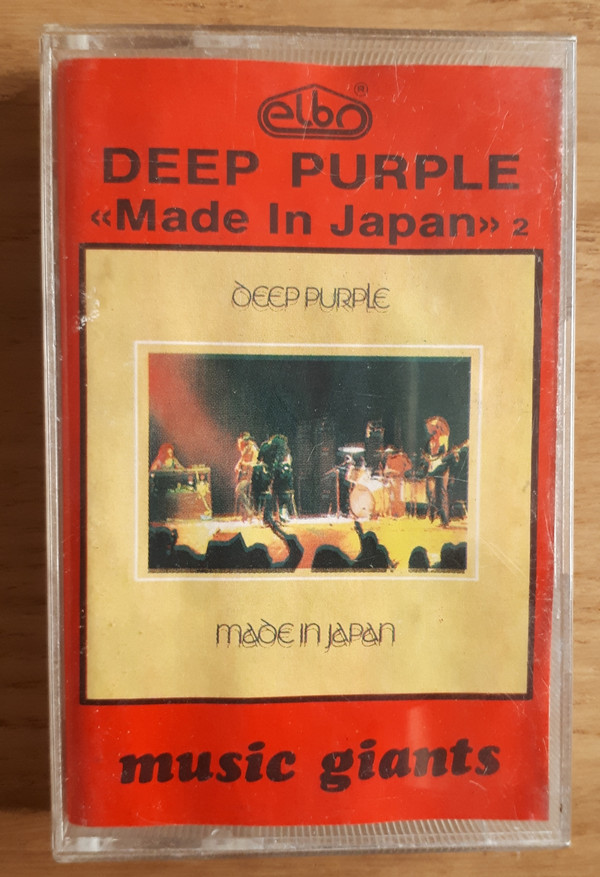 elbo ®
DEEP PURPLE
«Made In Japan» 2
DEEP PURPLE
MADE IN JAPAN
music giants